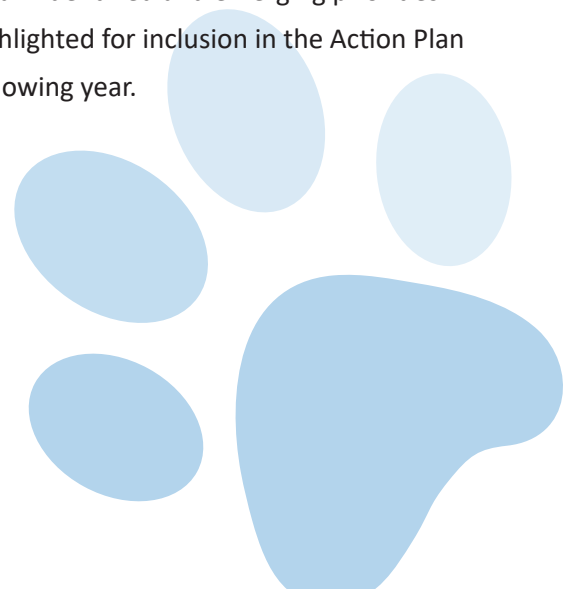 hlighted for inclusion in the Action Plan
owing year.